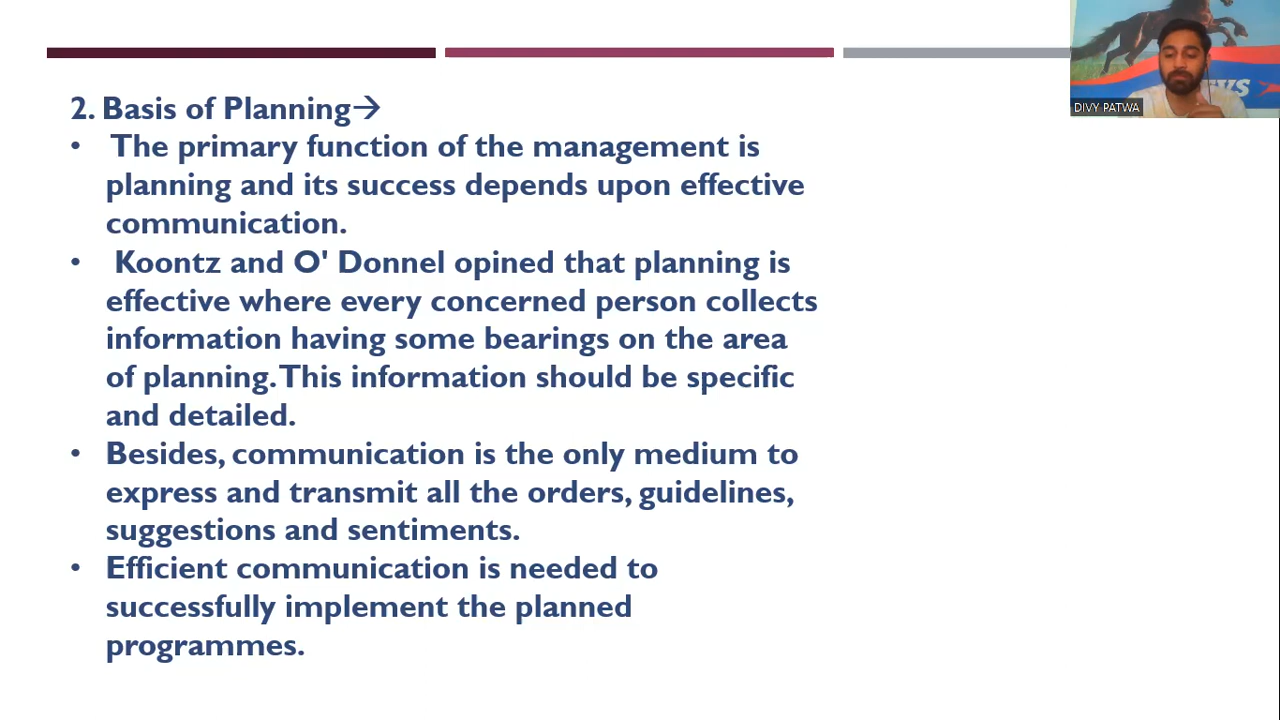 2. Basis of Planning→
• The primary function of the management is
planning and its success depends upon effective
communication.
• Koontz and O' Donnel opined that planning is
effective where every concerned person collects
information having some bearings on the area
of planning. This information should be specific
and detailed.
• Besides, communication is the only medium to
express and transmit all the orders, guidelines,
suggestions and sentiments.
• Efficient communication is needed to
successfully implement the planned
programmes.
DIVY PATWA